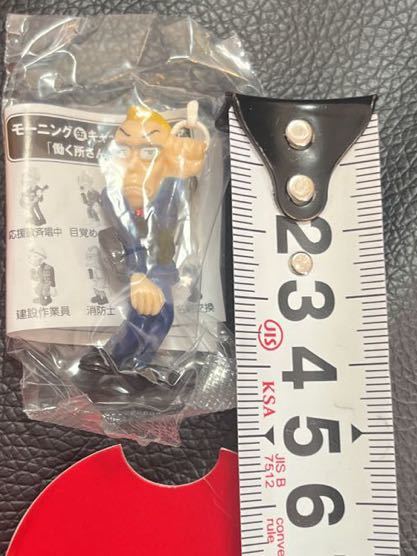 モーニング缶キャ
「働く所さん
応援
唱中
目覚め
建設作業員
消防士
交換
2
3
4
5
6
JIS
KSA
JIS B
7512
conve
rule